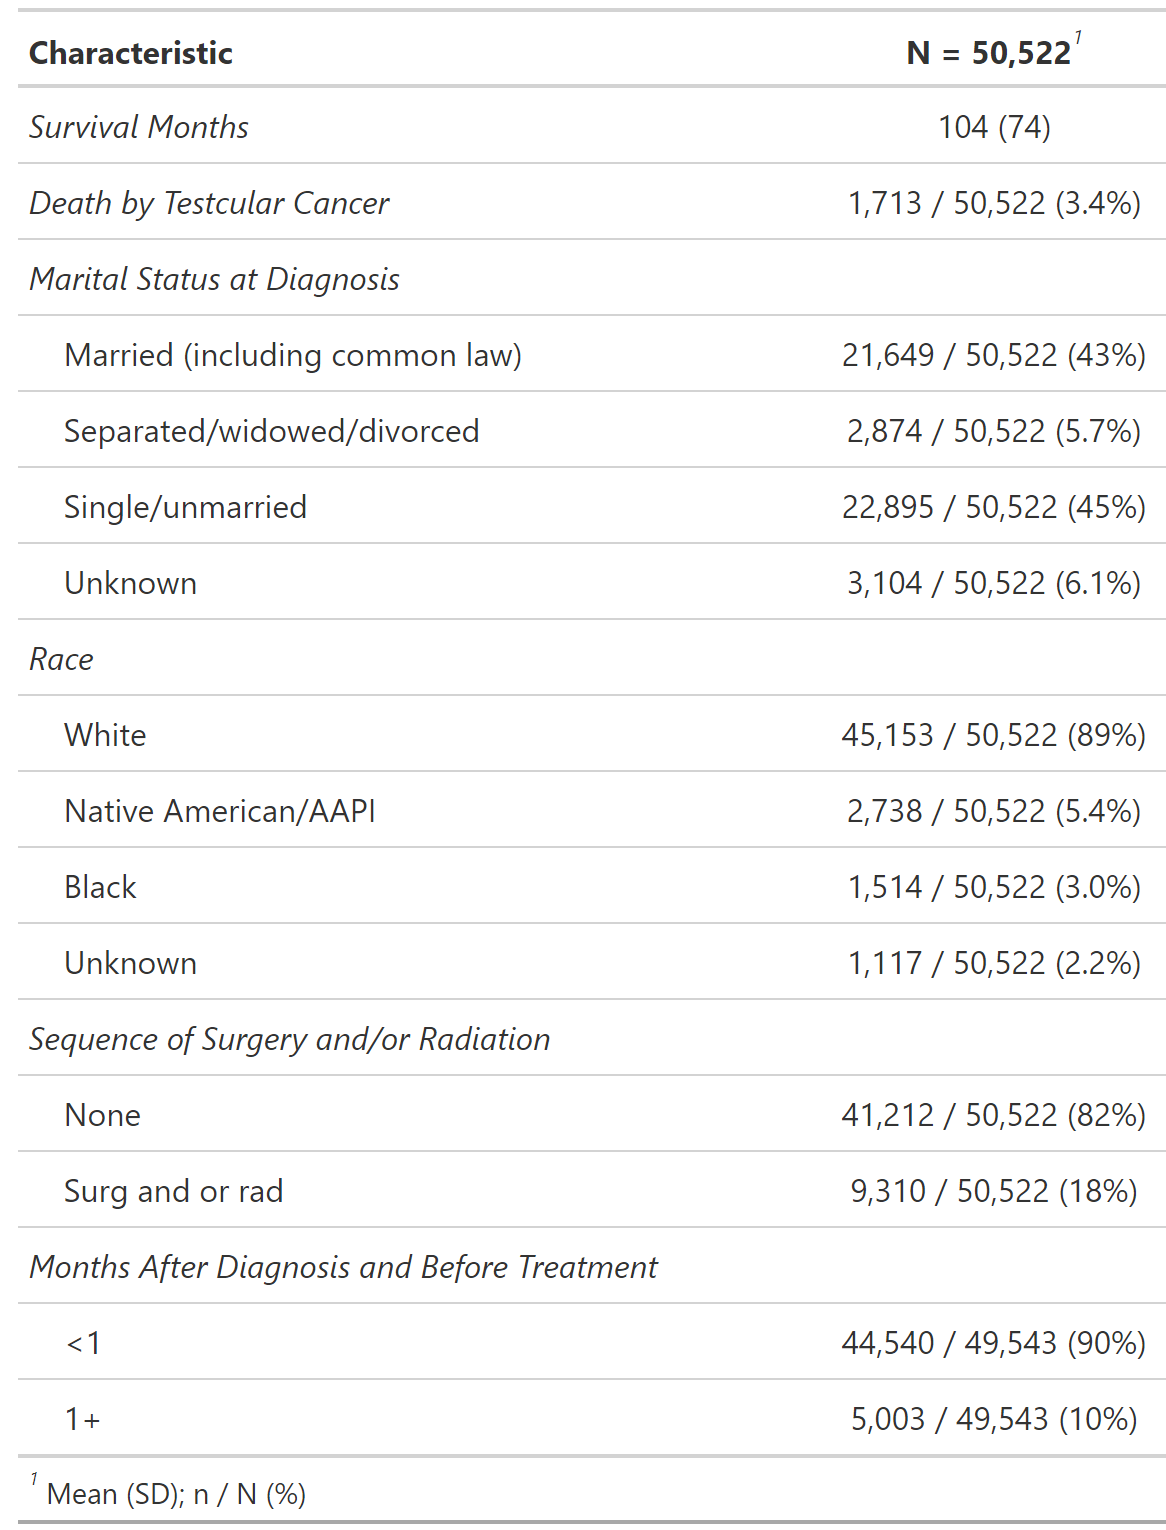 Characteristic N = 50,522¹
Survival Months 104 (74)
Death by Testcular Cancer 1,713 / 50,522 (3.4%)
Marital Status at Diagnosis
Married (including common law) 21,649 / 50,522 (43%)
Separated/widowed/divorced 2,874 / 50,522 (5.7%)
Single/unmarried 22,895 / 50,522 (45%)
Unknown 3,104 / 50,522 (6.1%)
Race
White 45,153 / 50,522 (89%)
Native American/AAPI 2,738 / 50,522 (5.4%)
Black 1,514 / 50,522 (3.0%)
Unknown 1,117 / 50,522 (2.2%)
Sequence of Surgery and/or Radiation
None 41,212 / 50,522 (82%)
Surg and or rad 9,310 / 50,522 (18%)
Months After Diagnosis and Before Treatment
<1 44,540 / 49,543 (90%)
1+ 5,003 / 49,543 (10%)
¹ Mean (SD); n / N (%)